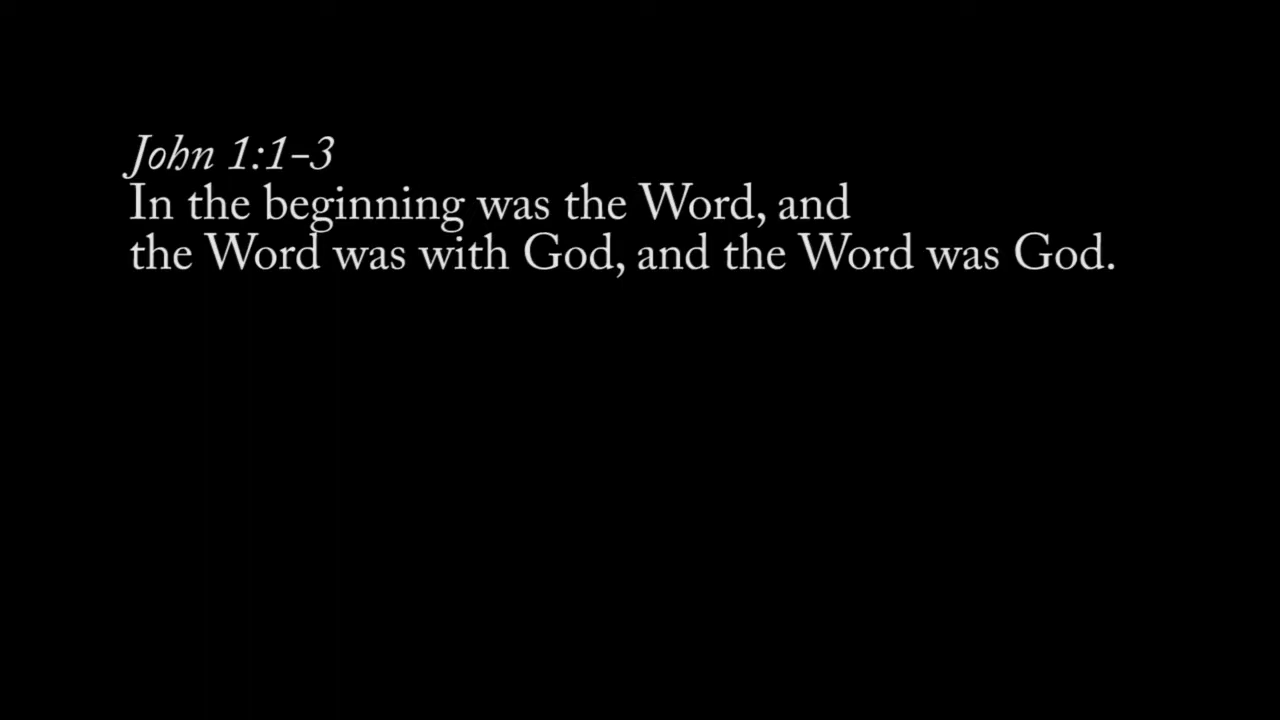 John 1:1–3
In the beginning was the Word, and
the Word was with God, and the Word was God.